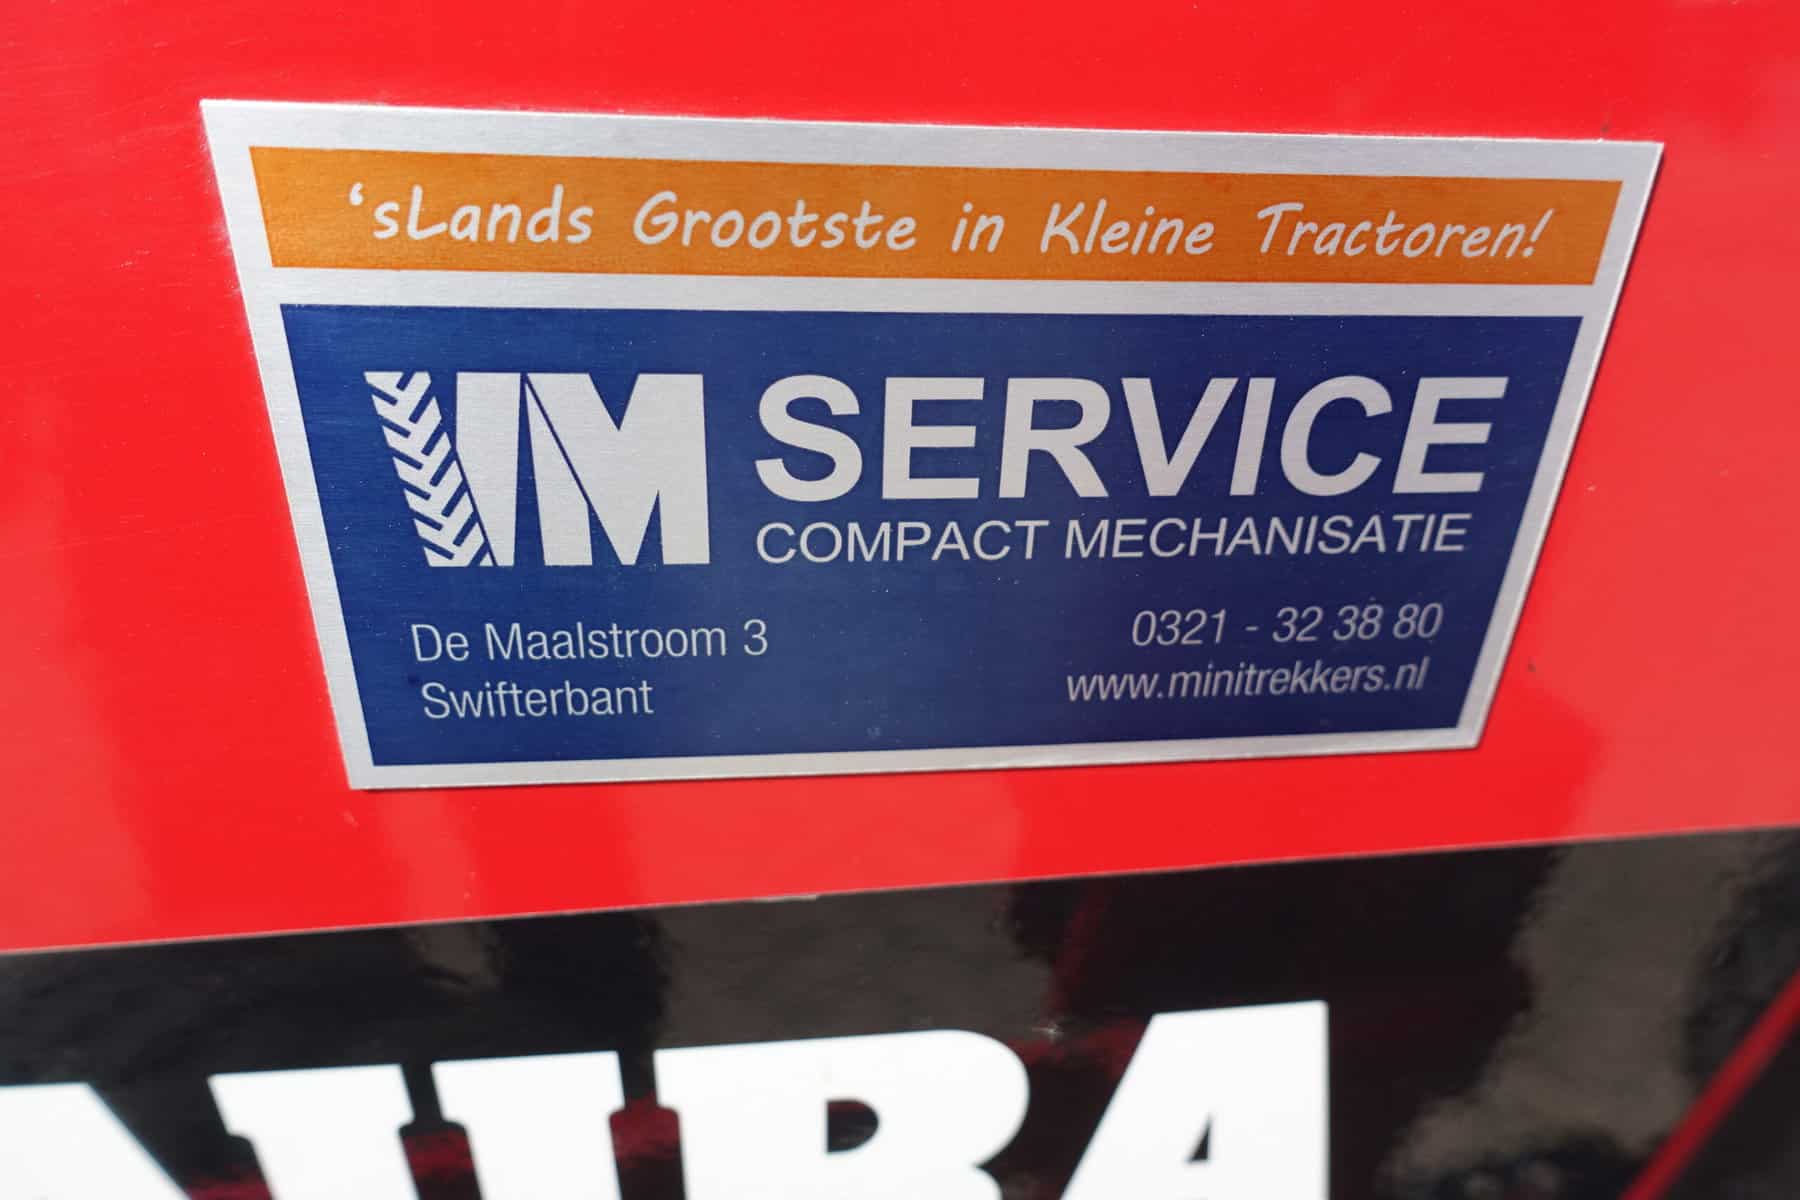 ‘sLands Grootste in Kleine Tractoren!
VM SERVICE
COMPACT MECHANISATIE
De Maalstroom 3
Swifterbant
0321 - 32 38 80
www.minitrekkers.nl